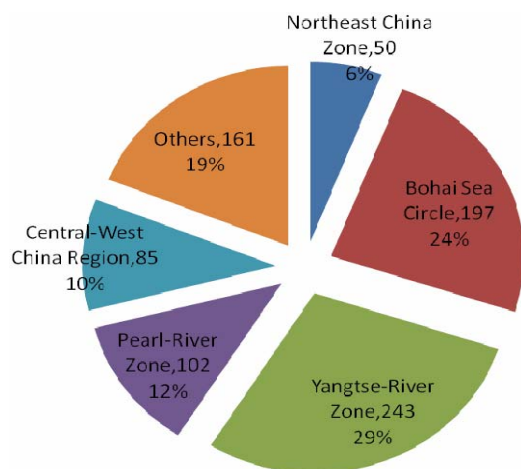 Northeast China
Zone,50
6%
Bohai Sea
Circle,197
24%
Yangtse-River
Zone,243
29%
Pearl-River
Zone,102
12%
Central-West
China Region,85
10%
Others,161
19%